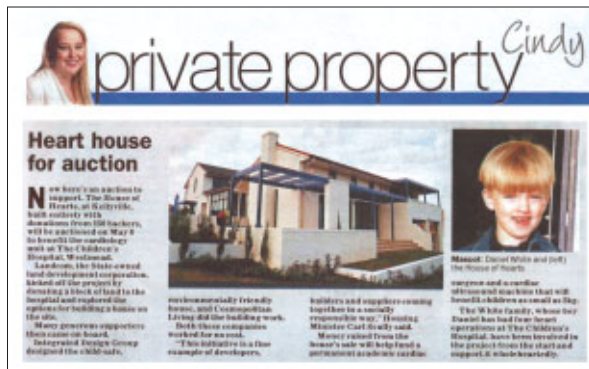 private property
Cindy
Heart house
for auction
Now here's an auction to
support. The House of
Hearts, at Kellyville,
built entirely with
donations from 150 backers,
will be auctioned on May 8
to benefit the cardiology
unit at The Children's
Hospital, Westmead.
Landcom, the State-owned
land development corporation,
kicked off the project by
donating a block of land to the
hospital and explored the
options for building a house on
the site.
Many generous supporters
then came on board.
Integrated Design Group
designed the child-safe,
environmentally friendly
house, and Cosmopolitan
Living did the building work.
Both these companies
worked for no cost.
"This initiative is a fine
example of developers,
builders and suppliers coming
together in a socially
responsible way," Housing
Minister Carl Scully said.
Money raised from the
house's sale will help fund a
permanent academic cardiac
Mascot: Daniel White and (left)
the House of Hearts
surgeon and a cardiac
ultrasound machine that will
benefit children as small as
The White family, whose boy
Daniel has had four heart
operations at The Children's
Hospital, have been involved in
the project from the start and
support it wholeheartedly.